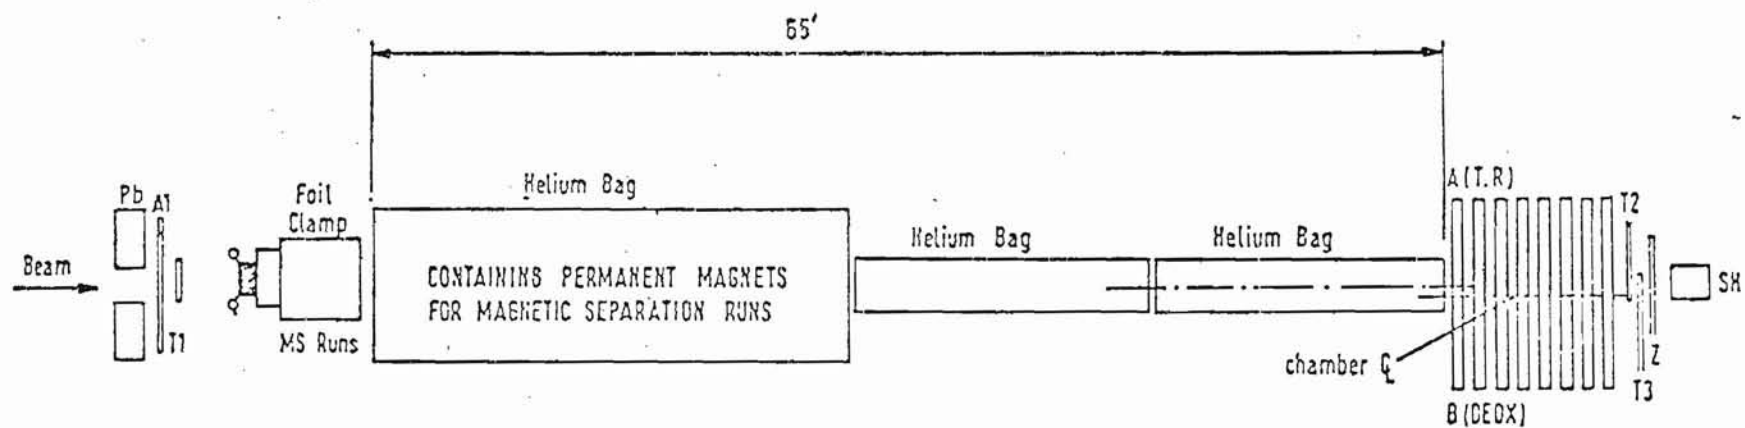 65'
Pb
A1
Foil
Clamp
Helium Bag
A (T.R)
T2
Helium Bag
Helium Bag
Beam
CONTAINING PERMANENT MAGNETS
FOR MAGNETIC SEPARATION RUNS
SH
T1
MS Runs
chamber ℄
Z
T3
B (DEDX)